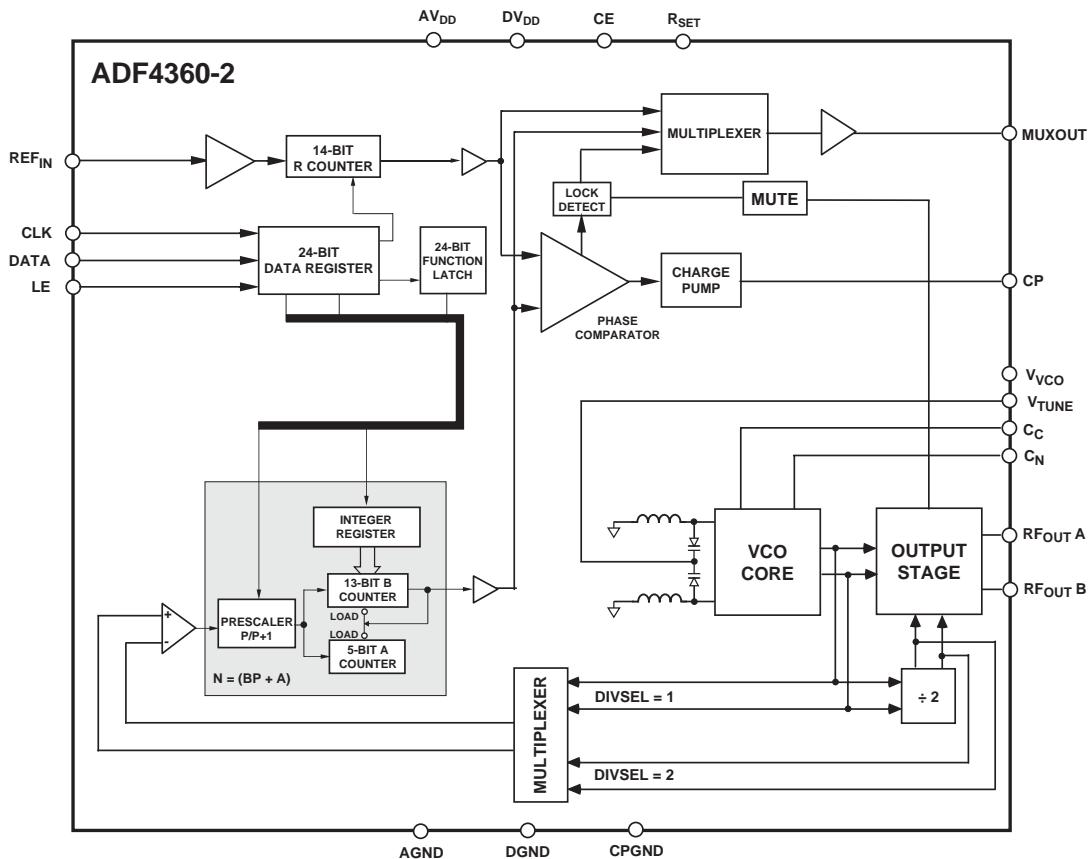 AVDD
DVDD
CE
RSET
ADF4360-2
REFIN
14-BIT
R COUNTER
MULTIPLEXER
MUXOUT
LOCK
DETECT
MUTE
CLK
DATA
LE
24-BIT
DATA REGISTER
24-BIT
FUNCTION
LATCH
CHARGE
PUMP
CP
PHASE
COMPARATOR
VVCO
VTUNE
CC
CN
INTEGER
REGISTER
13-BIT B
COUNTER
LOAD
LOAD
PRESCALER
P/P+1
5-BIT A
COUNTER
+
-
N = (BP + A)
VCO
CORE
OUTPUT
STAGE
RFOUT A
RFOUT B
MULTIPLEXER
DIVSEL = 1
÷ 2
DIVSEL = 2
AGND
DGND
CPGND